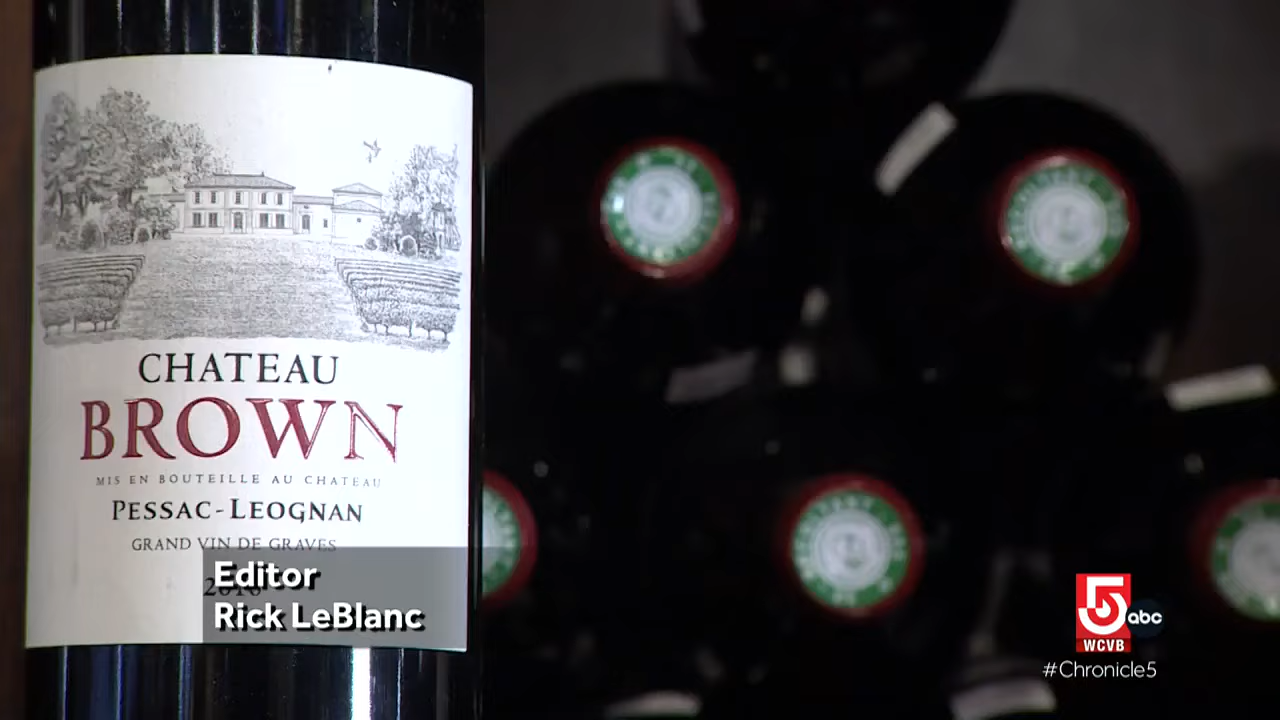 CHATEAU
BROWN
MIS EN BOUTEILLE AU CHATEAU
PESSAC-LEOGNAN
GRAND VIN DE GRAVES
Editor
Rick LeBlanc
5
abc
WCVB
#Chronicle5